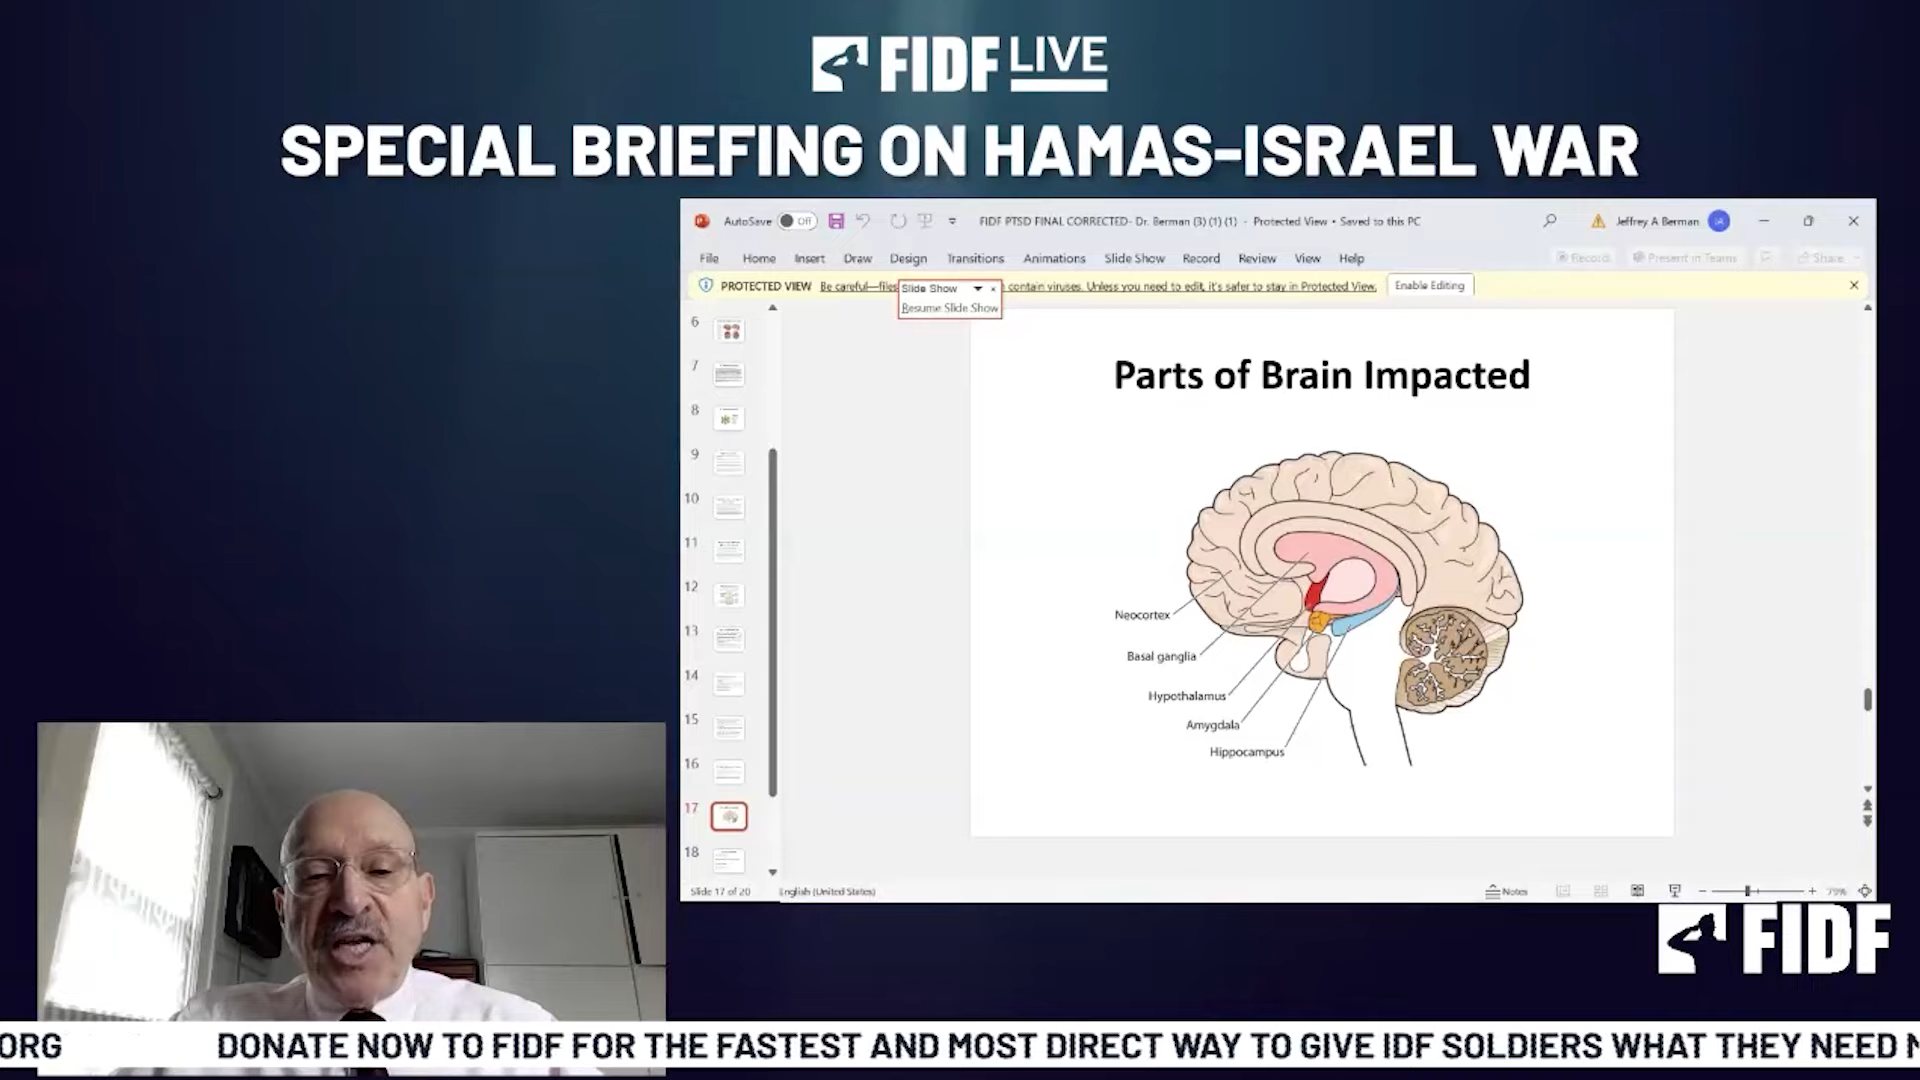 FIDF LIVE
SPECIAL BRIEFING ON HAMAS-ISRAEL WAR
AutoSave Off FIDF PTSD FINAL CORRECTED- Dr. Berman (3) (1) (1) - Protected View • Saved to this PC Jeffrey A Berman
File Home Insert Draw Design Transitions Animations Slide Show Record Review View Help Record Present in Teams Share
PROTECTED VIEW Be careful—files contain viruses. Unless you need to edit, it's safer to stay in Protected View. Enable Editing
Slide Show
Resume Slide Show
6
7
8
9
10
11
12
13
14
15
16
17
18
Parts of Brain Impacted
Neocortex
Basal ganglia
Hypothalamus
Amygdala
Hippocampus
Slide 17 of 20 English (United States) Notes 79%
FIDF
ORG DONATE NOW TO FIDF FOR THE FASTEST AND MOST DIRECT WAY TO GIVE IDF SOLDIERS WHAT THEY NEED